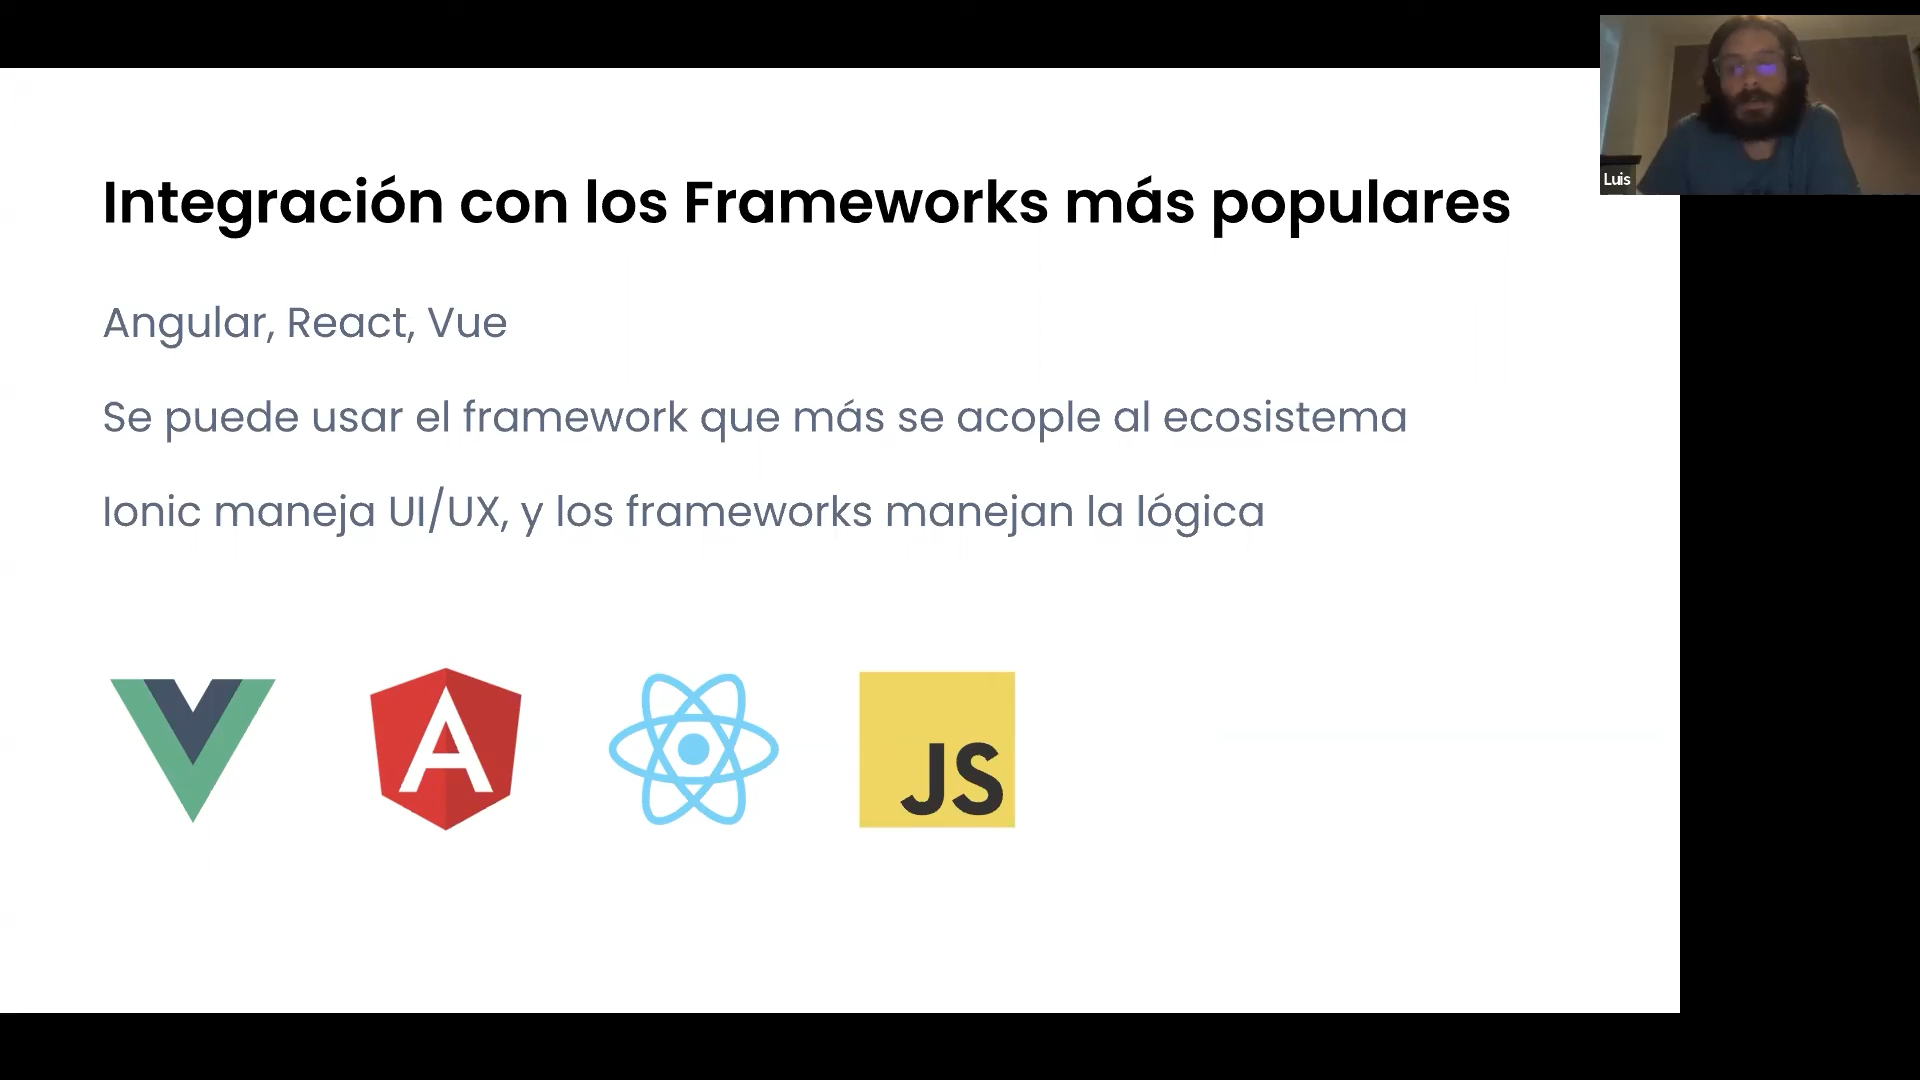 Integración con los Frameworks más populares
Angular, React, Vue
Se puede usar el framework que más se acople al ecosistema
Ionic maneja UI/UX, y los frameworks manejan la lógica
A
JS
Luis